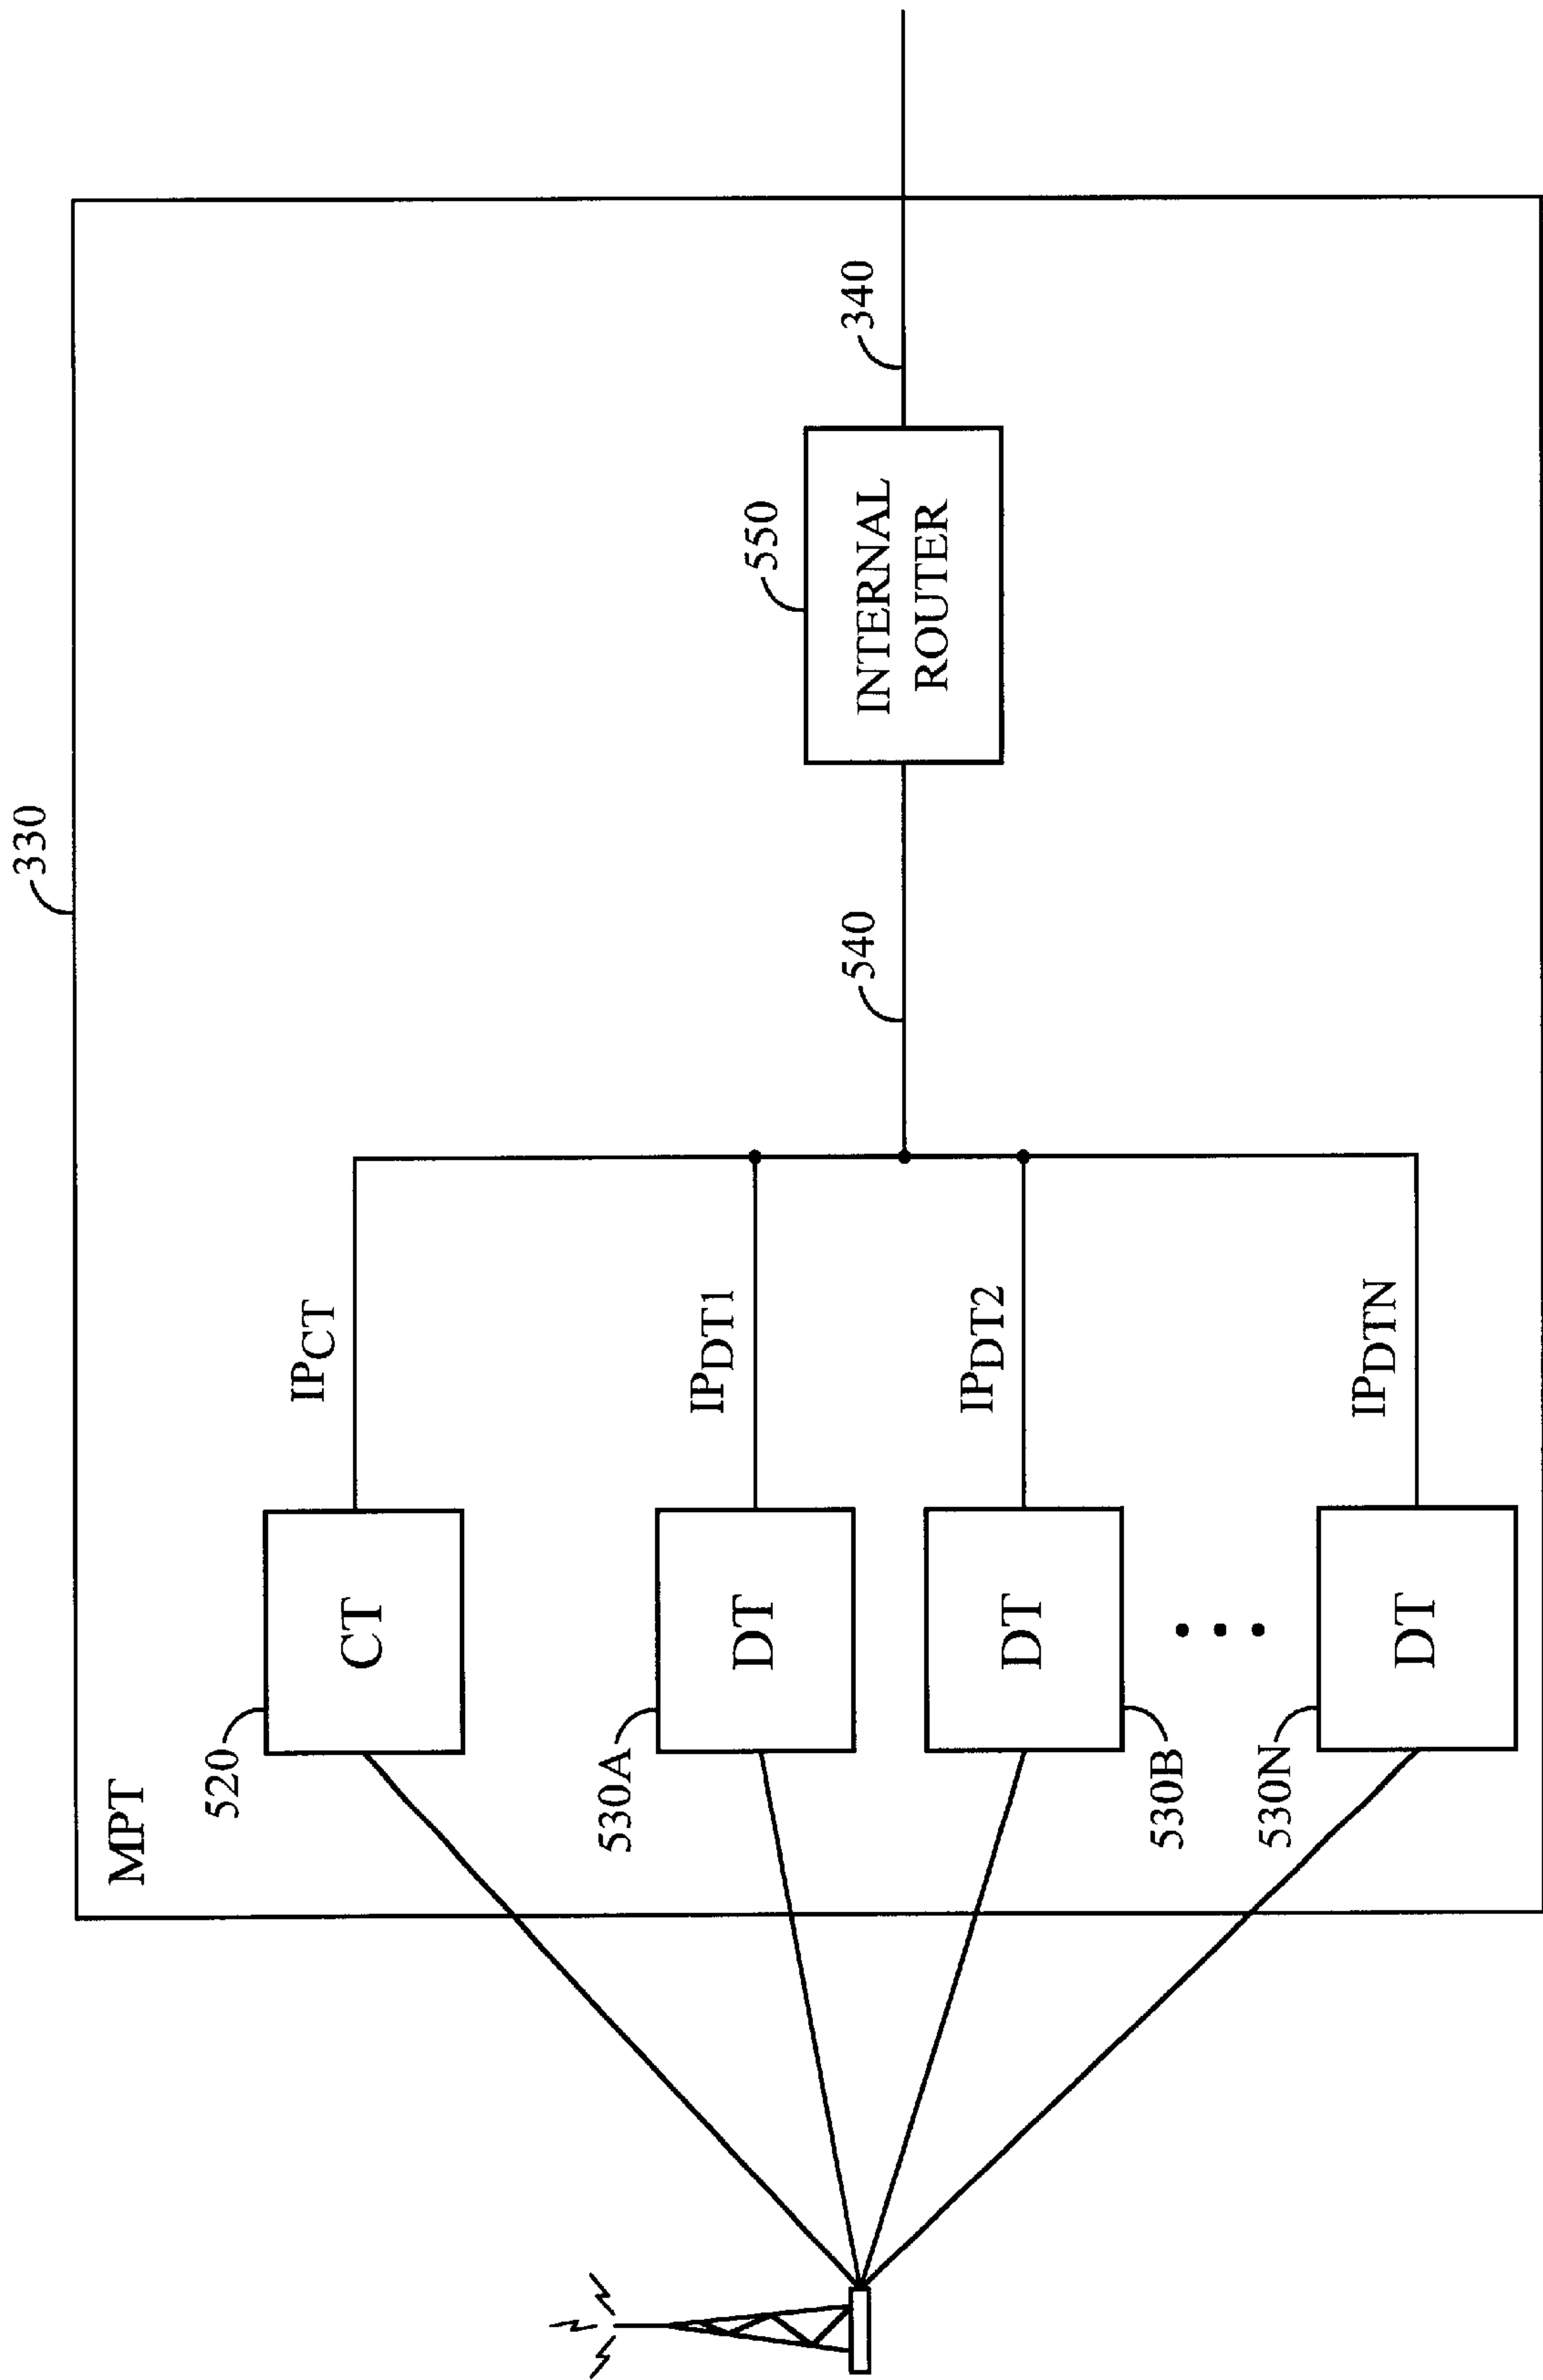 330
MPT
520
CT
IPCT
530A
DT
IPDT1
540
550
INTERNAL
ROUTER
340
530B
DT
IPDT2
530N
DT
IPDTN